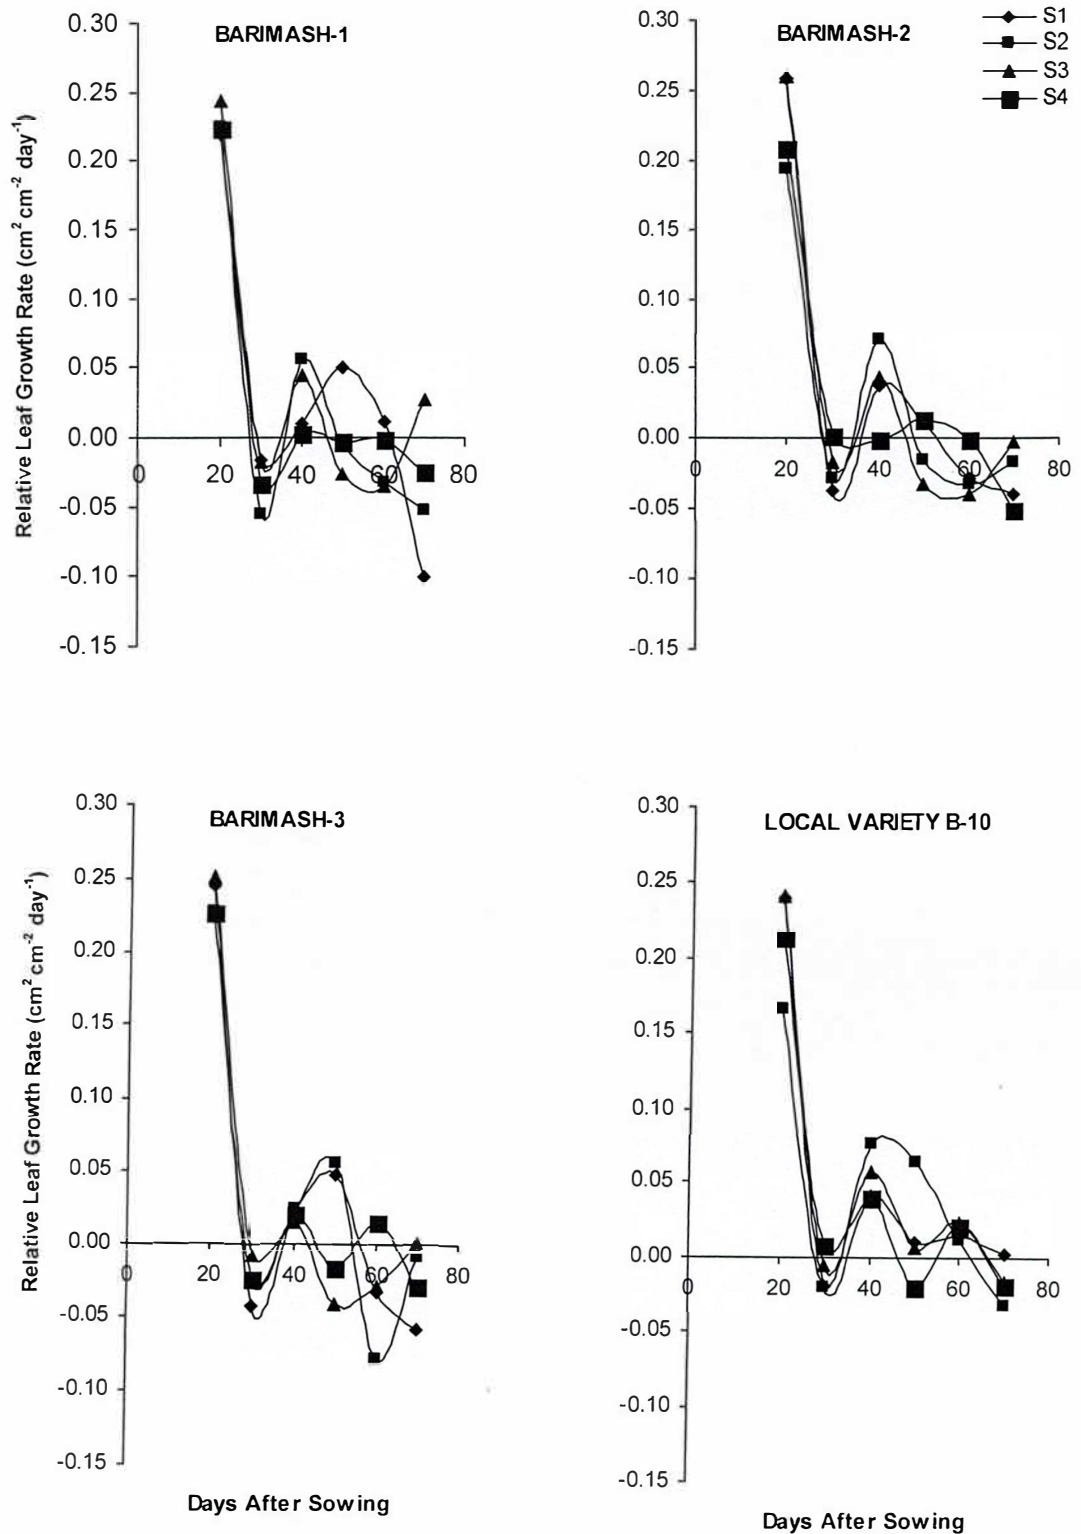 BARIMASH-1
Relative Leaf Growth Rate (cm² cm⁻² day⁻¹)
0.30
0.25
0.20
0.15
0.10
0.05
0.00
-0.05
-0.10
-0.15
0 20 40 60 80
BARIMASH-2
S1
S2
S3
S4
0.30
0.25
0.20
0.15
0.10
0.05
0.00
-0.05
-0.10
-0.15
0 20 40 60 80
BARIMASH-3
Relative Leaf Growth Rate (cm² cm⁻² day⁻¹)
0.30
0.25
0.20
0.15
0.10
0.05
0.00
-0.05
-0.10
-0.15
0 20 40 60 80
Days After Sowing
LOCAL VARIETY B-10
0.30
0.25
0.20
0.15
0.10
0.05
0.00
-0.05
-0.10
-0.15
0 20 40 60 80
Days After Sowing